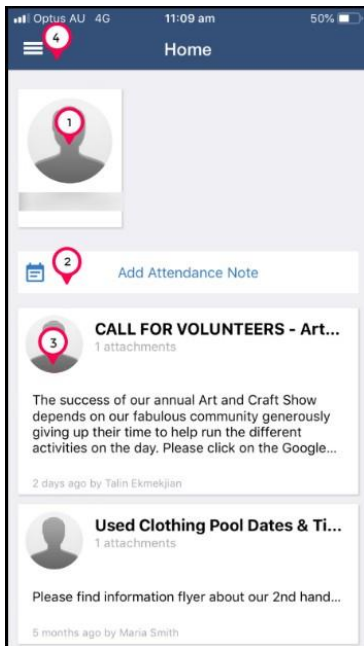 Optus AU 4G 11:09 am 50%
4
Home
1
2
Add Attendance Note
3
CALL FOR VOLUNTEERS - Art...
1 attachments
The success of our annual Art and Craft Show
depends on our fabulous community generously
giving up their time to help run the different
activities on the day. Please click on the Google...
2 days ago by Talin Ekmekjian
Used Clothing Pool Dates & Ti...
1 attachments
Please find information flyer about our 2nd hand...
5 months ago by Maria Smith